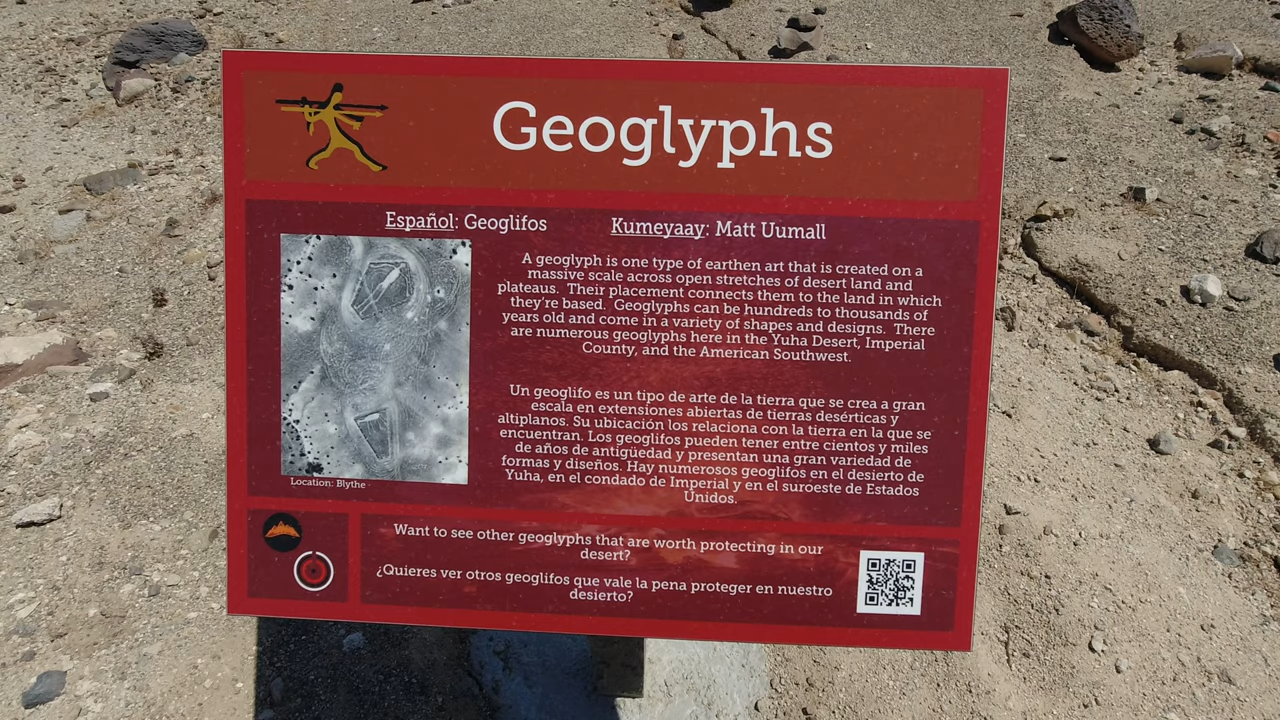 Geoglyphs
Español: Geoglifos
Kumeyaay: Matt Uumall
A geoglyph is one type of earthen art that is created on a
massive scale across open stretches of desert land and
plateaus. Their placement connects them to the land in which
they're based. Geoglyphs can be hundreds to thousands of
years old and come in a variety of shapes and designs. There
are numerous geoglyphs here in the Yuha Desert, Imperial
County, and the American Southwest.
Un geoglifo es un tipo de arte de la tierra que se crea a gran
escala en extensiones abiertas de tierras desérticas y
altiplanos. Su ubicación los relaciona con la tierra en la que se
encuentran. Los geoglifos pueden tener entre cientos y miles
de años de antigüedad y presentan una gran variedad de
formas y diseños. Hay numerosos geoglifos en el desierto de
Yuha, en el condado de Imperial y en el suroeste de Estados
Unidos.
Location: Blythe
Want to see other geoglyphs that are worth protecting in our
desert?
¿Quieres ver otros geoglifos que vale la pena proteger en nuestro
desierto?